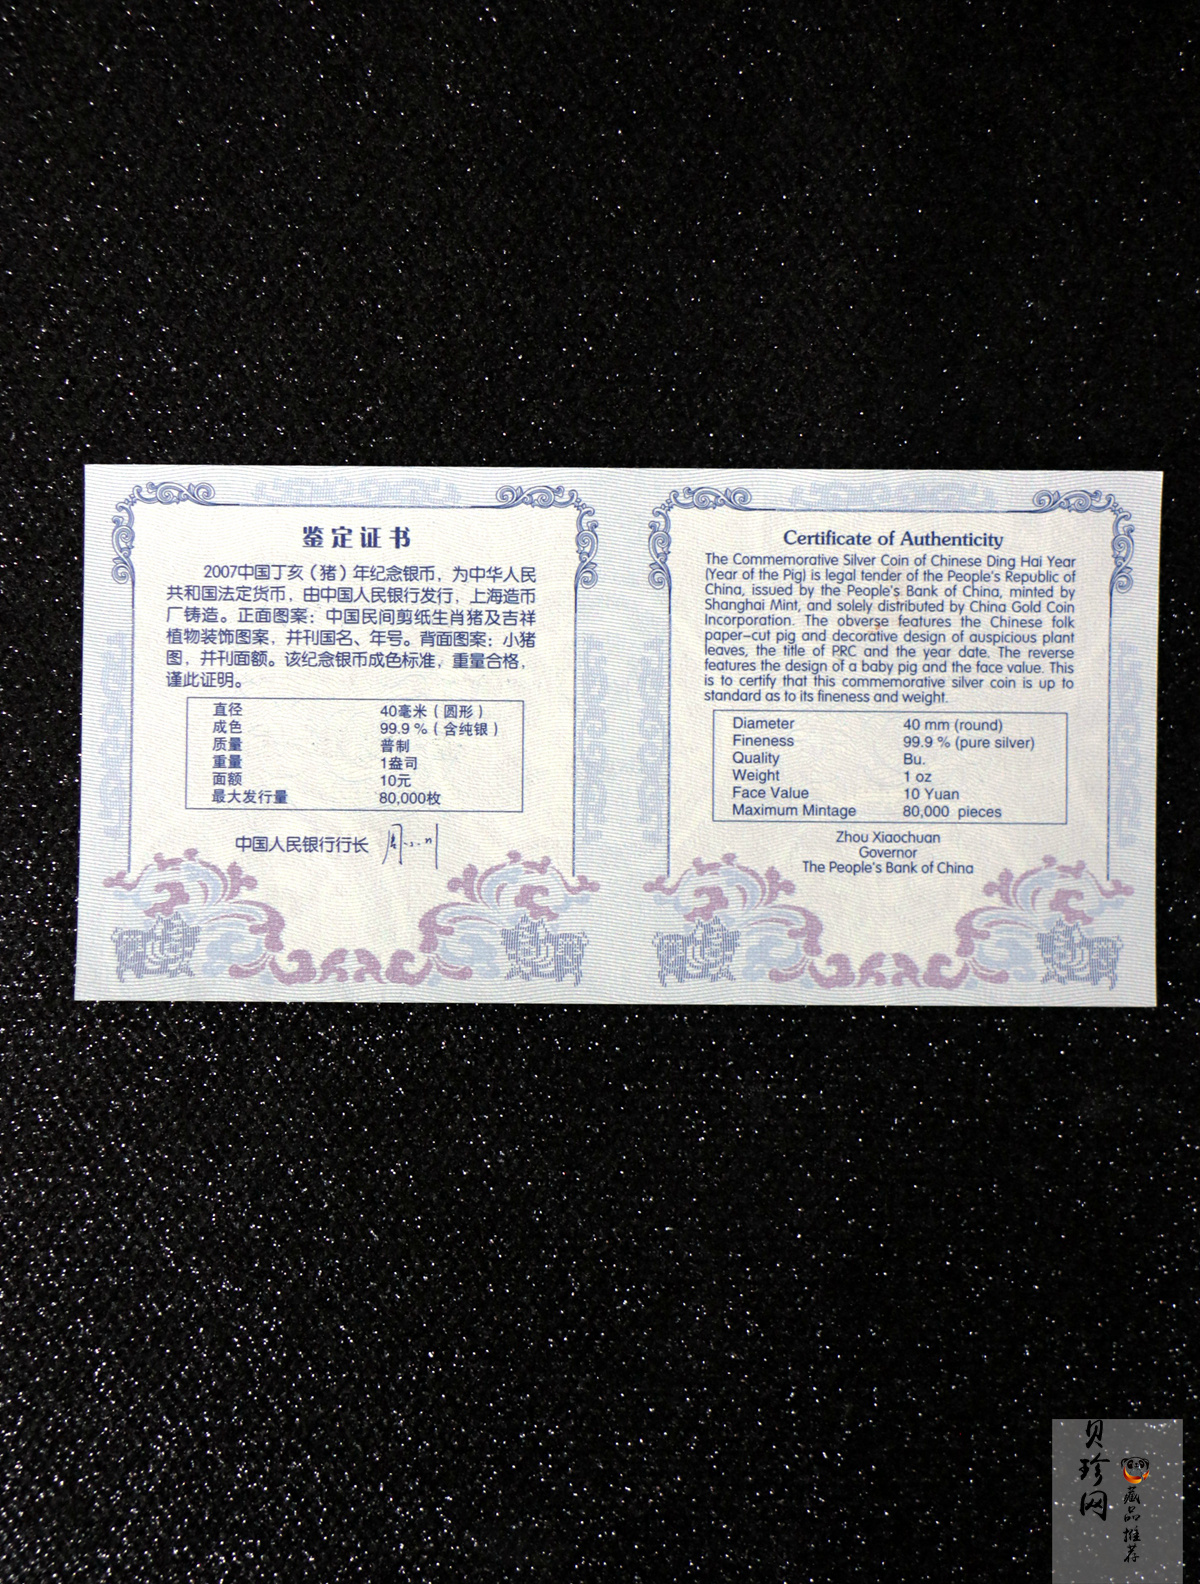 鉴定证书
2007中国丁亥（猪）年纪念银币，为中华人民
共和国法定货币，由中国人民银行发行，上海造币
厂铸造。正面图案：中国民间剪纸生肖猪及吉祥
植物装饰图案，并刊国名、年号。背面图案：小猪
图，并刊面额。该纪念银币成色标准，重量合格，
谨此证明。
直径 40毫米（圆形）
成色 99.9％（含纯银）
质量 普制
重量 1盎司
面额 10元
最大发行量 80,000枚
中国人民银行行长
Certificate of Authenticity
The Commemorative Silver Coin of Chinese Ding Hai Year
(Year of the Pig) is legal tender of the People's Republic of
China, issued by the People's Bank of China, minted by
Shanghai Mint, and solely distributed by China Gold Coin
Incorporation. The obverse features the Chinese folk
paper-cut pig and decorative design of auspicious plant
leaves, the title of PRC and the year date. The reverse
features the design of a baby pig and the face value. This
is to certify that this commemorative silver coin is up to
standard as to its fineness and weight.
Diameter 40 mm (round)
Fineness 99.9 % (pure silver)
Quality Bu.
Weight 1 oz
Face Value 10 Yuan
Maximum Mintage 80,000 pieces
Zhou Xiaochuan
Governor
The People's Bank of China
贝珍网
藏品推荐